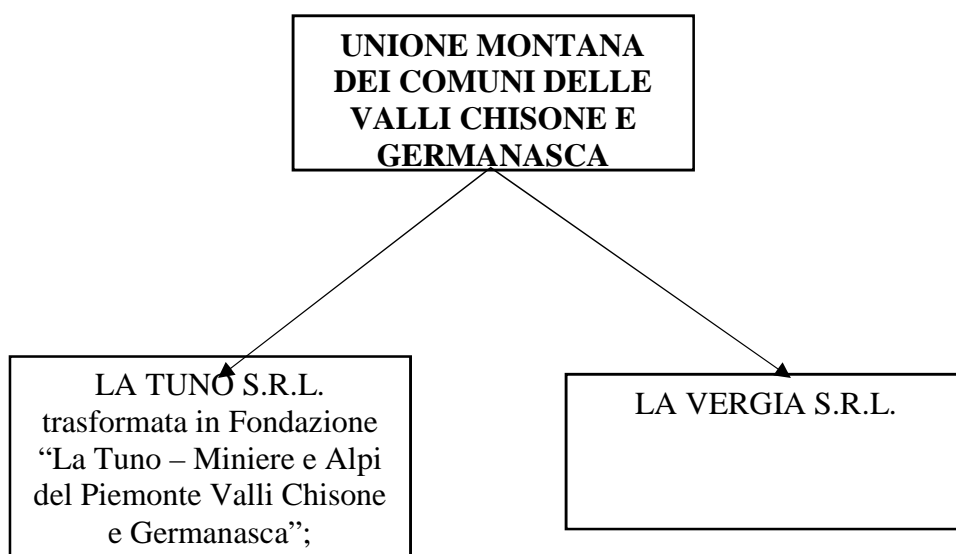 UNIONE MONTANA
DEI COMUNI DELLE
VALLI CHISONE E
GERMANASCA
LA TUNO S.R.L.
trasformata in Fondazione
“La Tuno – Miniere e Alpi
del Piemonte Valli Chisone
e Germanasca”;
LA VERGIA S.R.L.